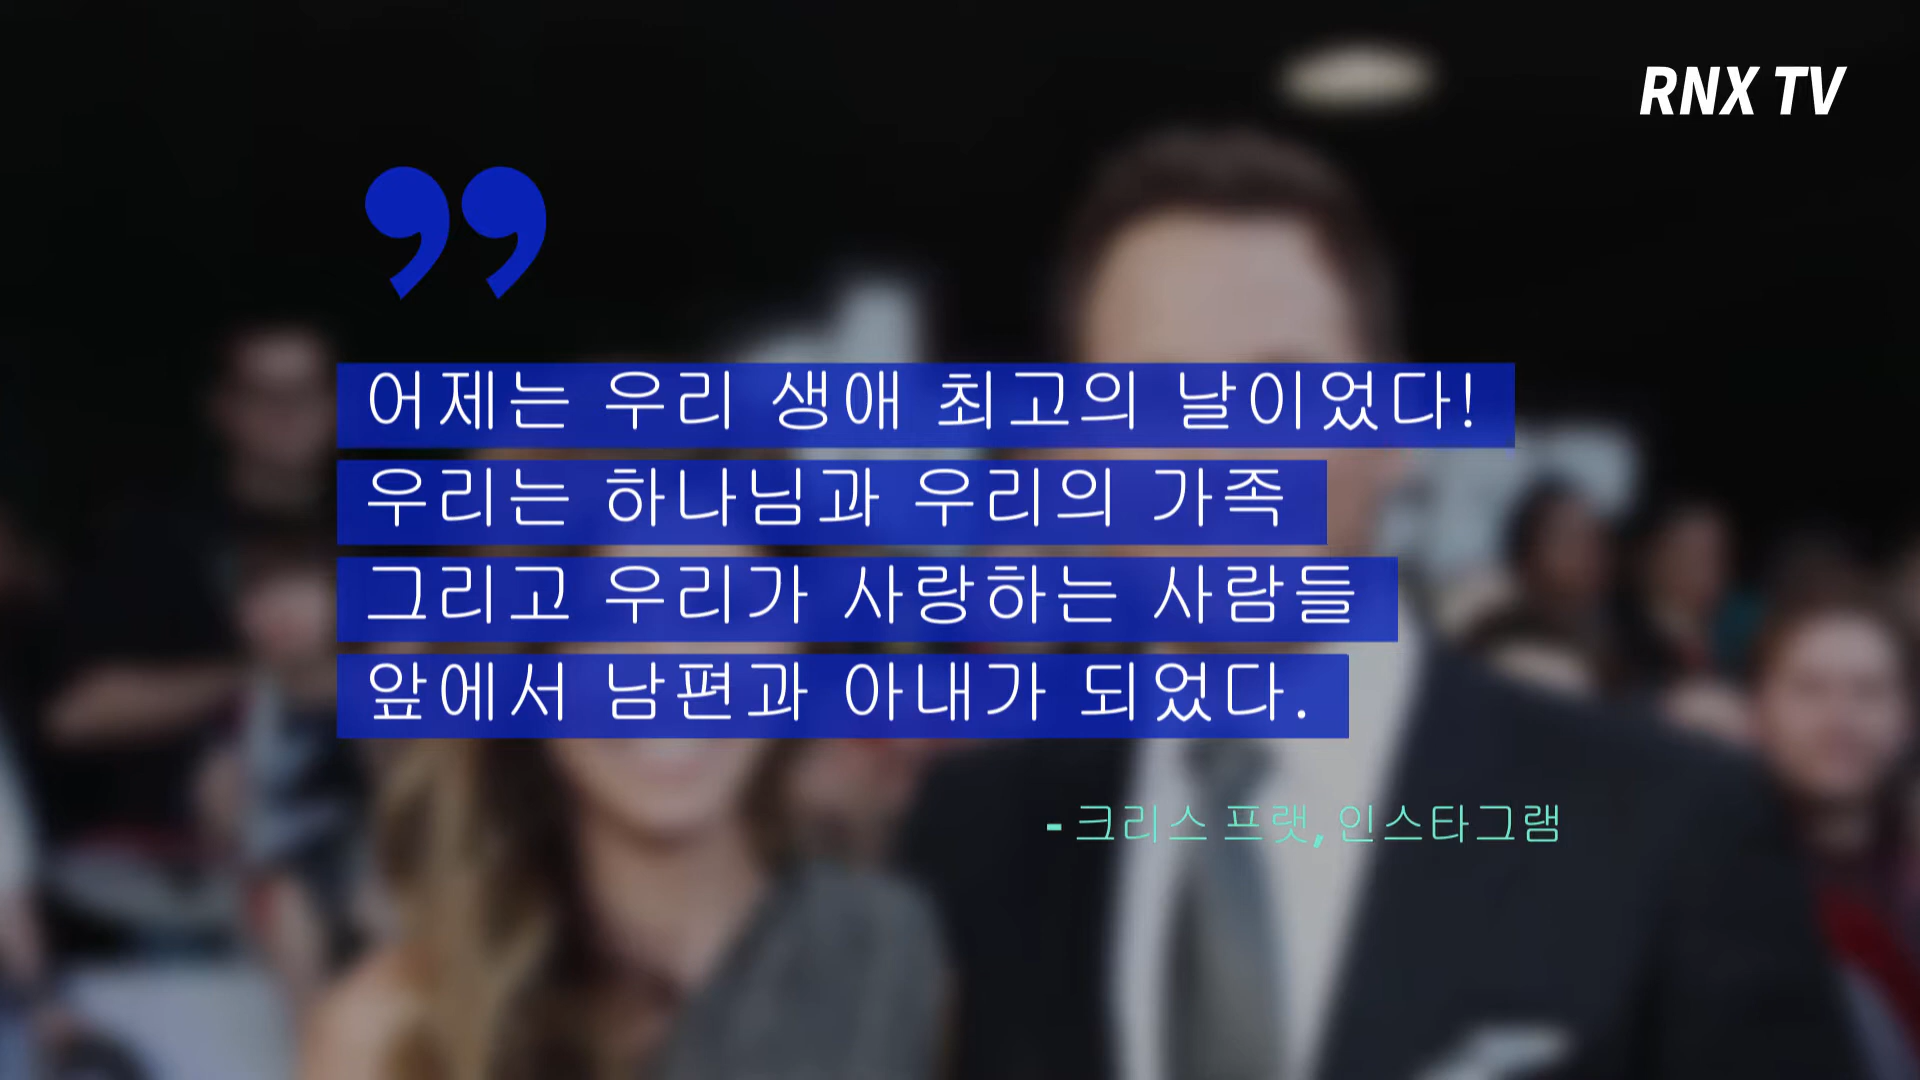 RNX TV
”
어제는 우리 생애 최고의 날이었다!
우리는 하나님과 우리의 가족
그리고 우리가 사랑하는 사람들
앞에서 남편과 아내가 되었다.
- 크리스 프랫, 인스타그램